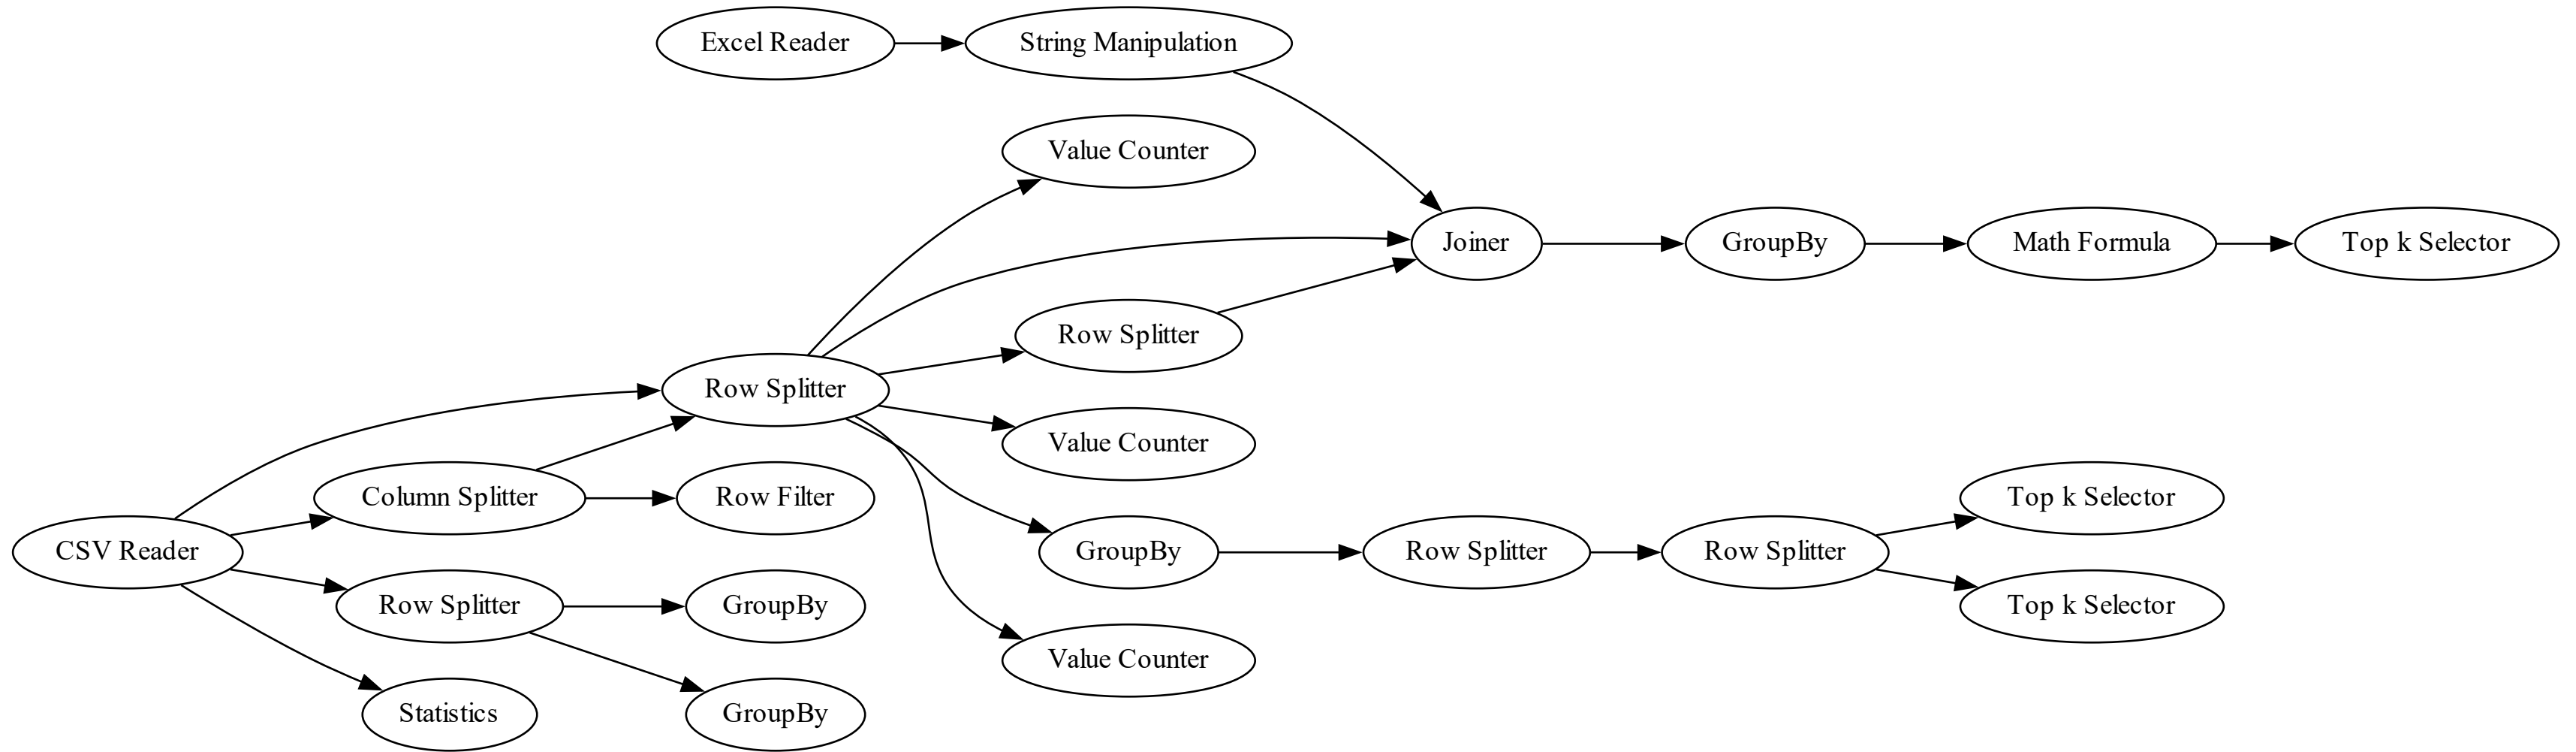 Excel Reader
String Manipulation
Value Counter
Joiner
GroupBy
Math Formula
Top k Selector
Row Splitter
Row Splitter
Value Counter
Column Splitter
Row Filter
Top k Selector
CSV Reader
GroupBy
Row Splitter
Row Splitter
Row Splitter
GroupBy
Top k Selector
Value Counter
Statistics
GroupBy